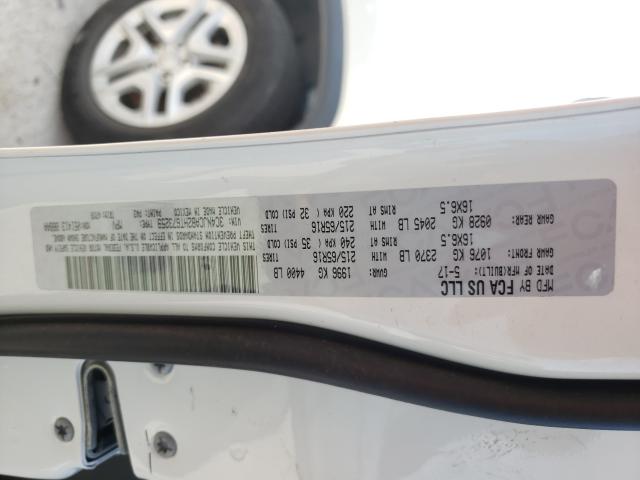 MFD BY FCA US LLC
DATE OF MFR(BUILT): 5-17 GVWR: 1996 KG 4400 LB
GAWR FRONT: 1076 KG 2370 LB WITH 215/65R16 TIRES
16X6.5 RIMS AT 240 KPA ( 35 PSI) COLD
GAWR REAR: 0928 KG 2045 LB WITH 215/65R16 TIRES
16X6.5 RIMS AT 220 KPA ( 32 PSI) COLD
THIS VEHICLE CONFORMS TO ALL APPLICABLE U.S.A. FEDERAL MOTOR VEHICLE SAFETY AND
THEFT PREVENTION STANDARDS IN EFFECT ON THE DATE OF MANUFACTURE SHOWN ABOVE.
VIN: TYPE: MPV
VEHICLE MADE IN MEXICO PAINT: PW3